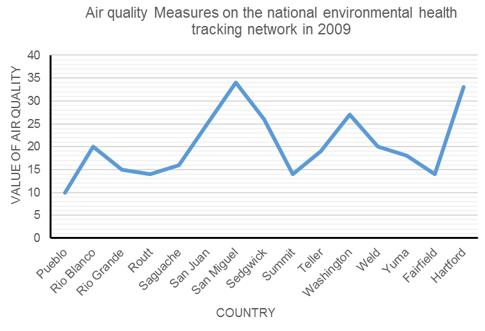 Air quality Measures on the national environmental health
tracking network in 2009
VALUE OF AIR QUALITY
40
35
30
25
20
15
10
5
0
Pueblo
Rio Blanco
Rio Grande
Routt
Saguache
San Juan
San Miguel
Sedgwick
Summit
Teller
Washington
Weld
Yuma
Fairfield
Hartford
COUNTRY